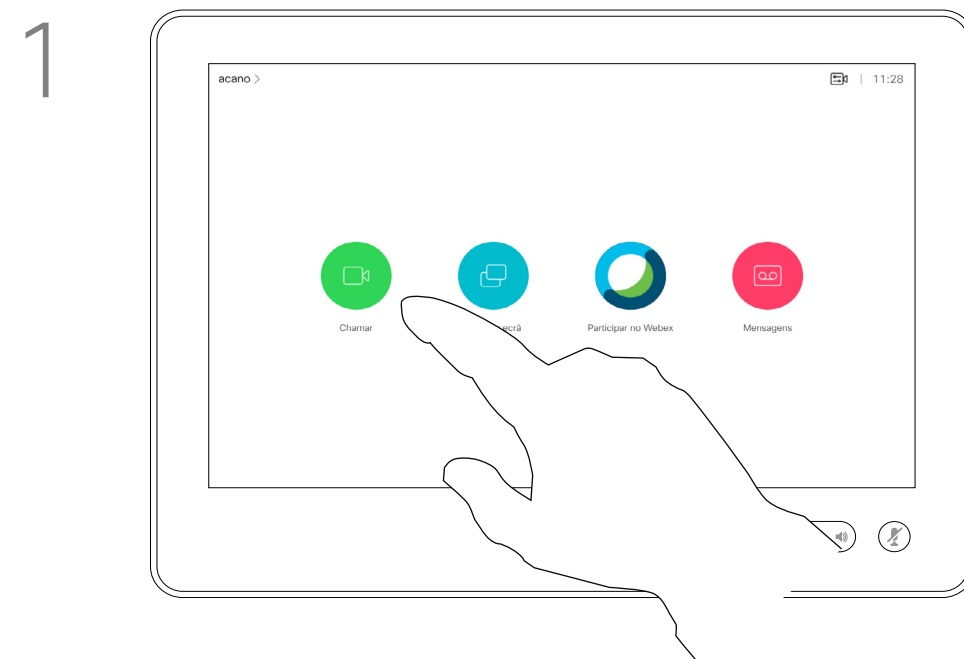 1
acano >
| 11:28
Chamar
ecrã
Participar no Webex
Mensagens